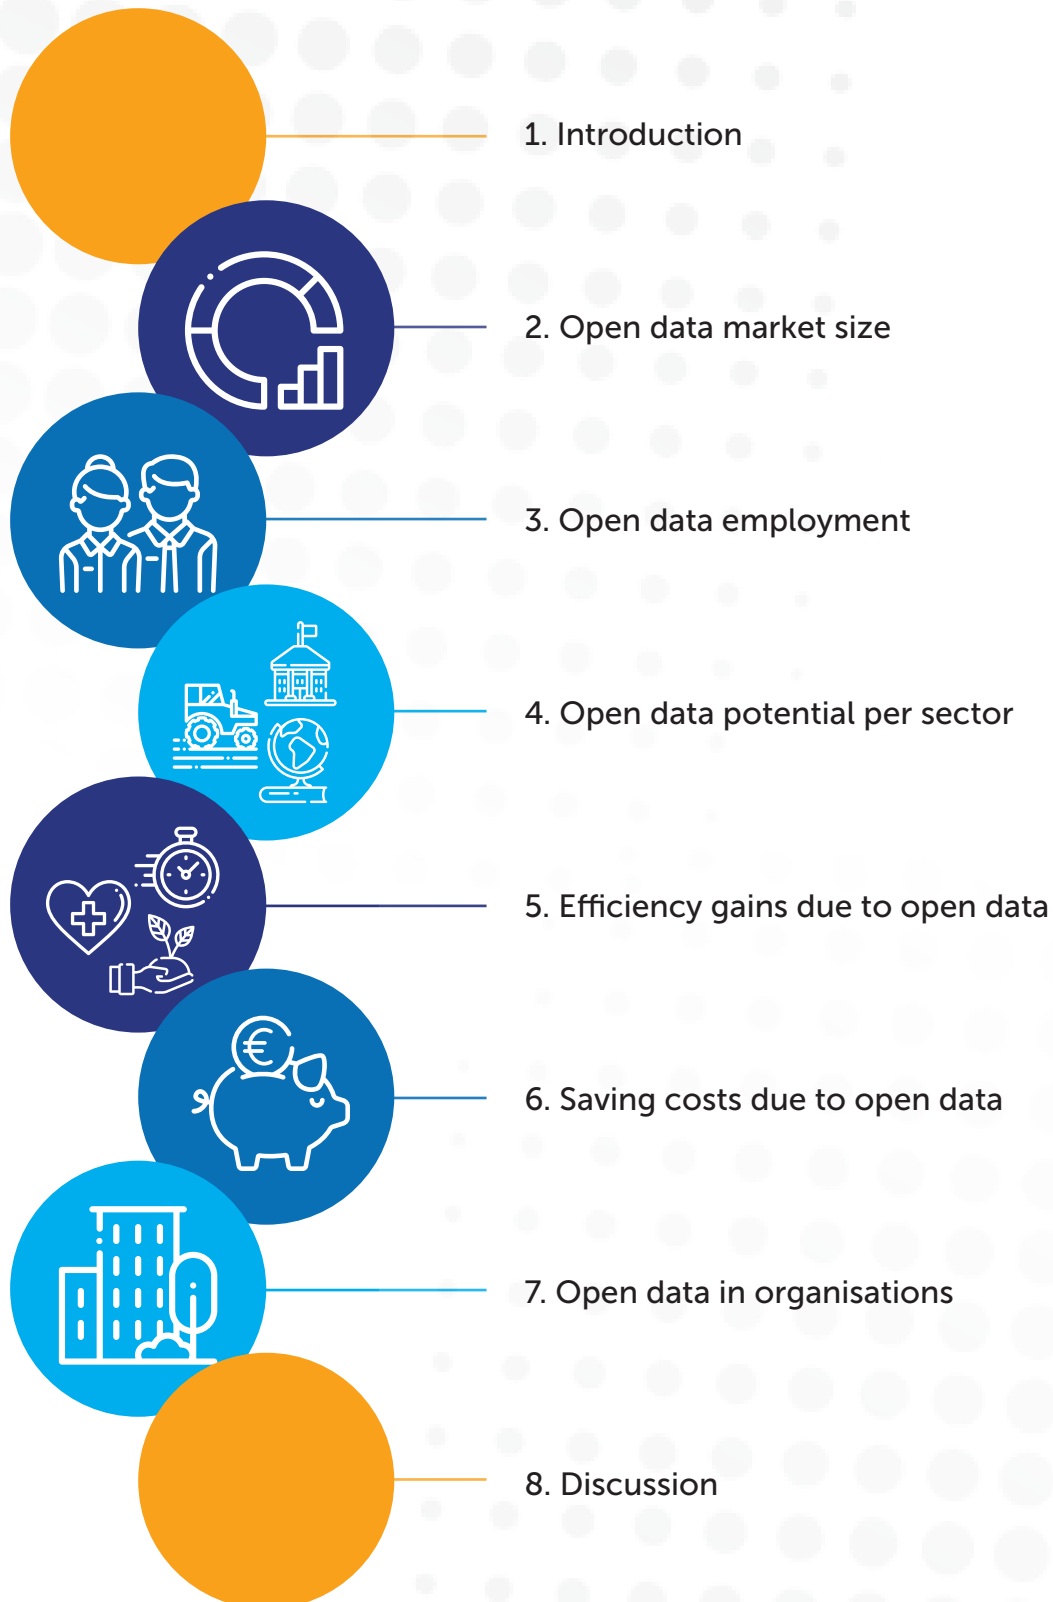 1. Introduction
2. Open data market size
3. Open data employment
4. Open data potential per sector
5. Efficiency gains due to open data
€
6. Saving costs due to open data
7. Open data in organisations
8. Discussion